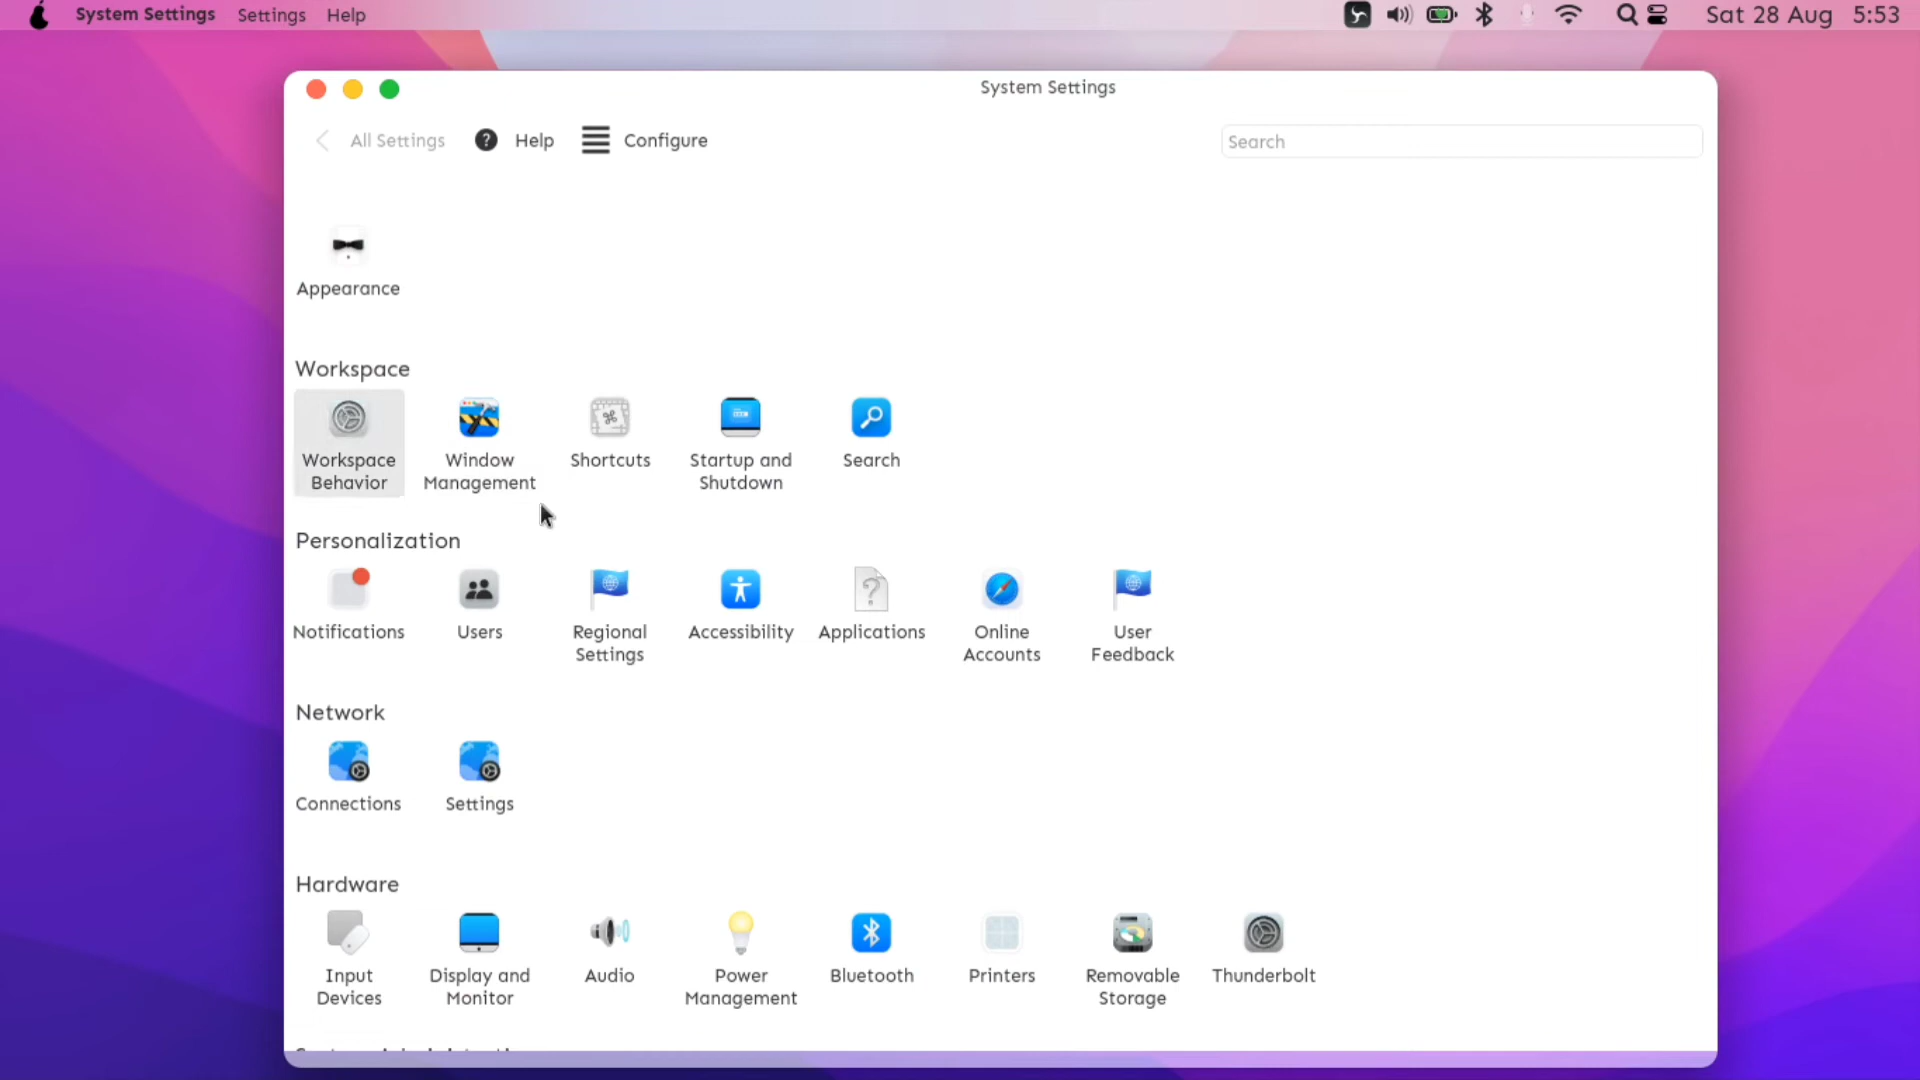 System Settings Settings Help Sat 28 Aug 5:53
System Settings
All Settings Help Configure Search
Appearance
Workspace
Workspace Behavior
Window Management
Shortcuts
Startup and Shutdown
Search
Personalization
Notifications
Users
Regional Settings
Accessibility
Applications
Online Accounts
User Feedback
Network
Connections
Settings
Hardware
Input Devices
Display and Monitor
Audio
Power Management
Bluetooth
Printers
Removable Storage
Thunderbolt